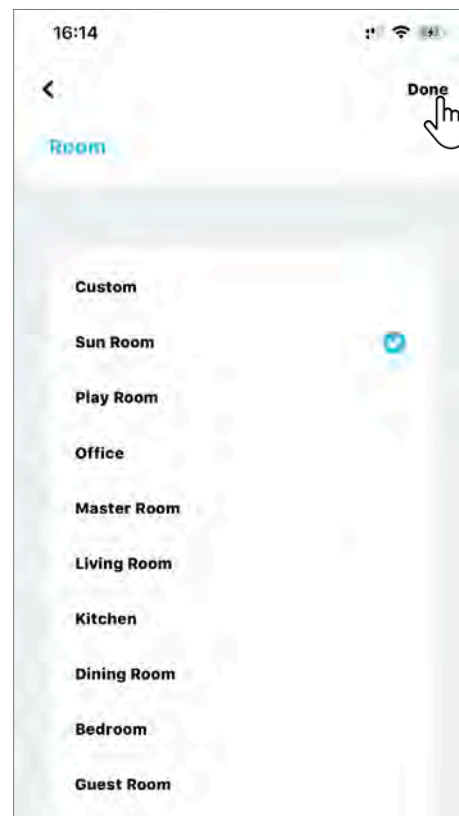 16:14
Done
Room
Custom
Sun Room
Play Room
Office
Master Room
Living Room
Kitchen
Dining Room
Bedroom
Guest Room